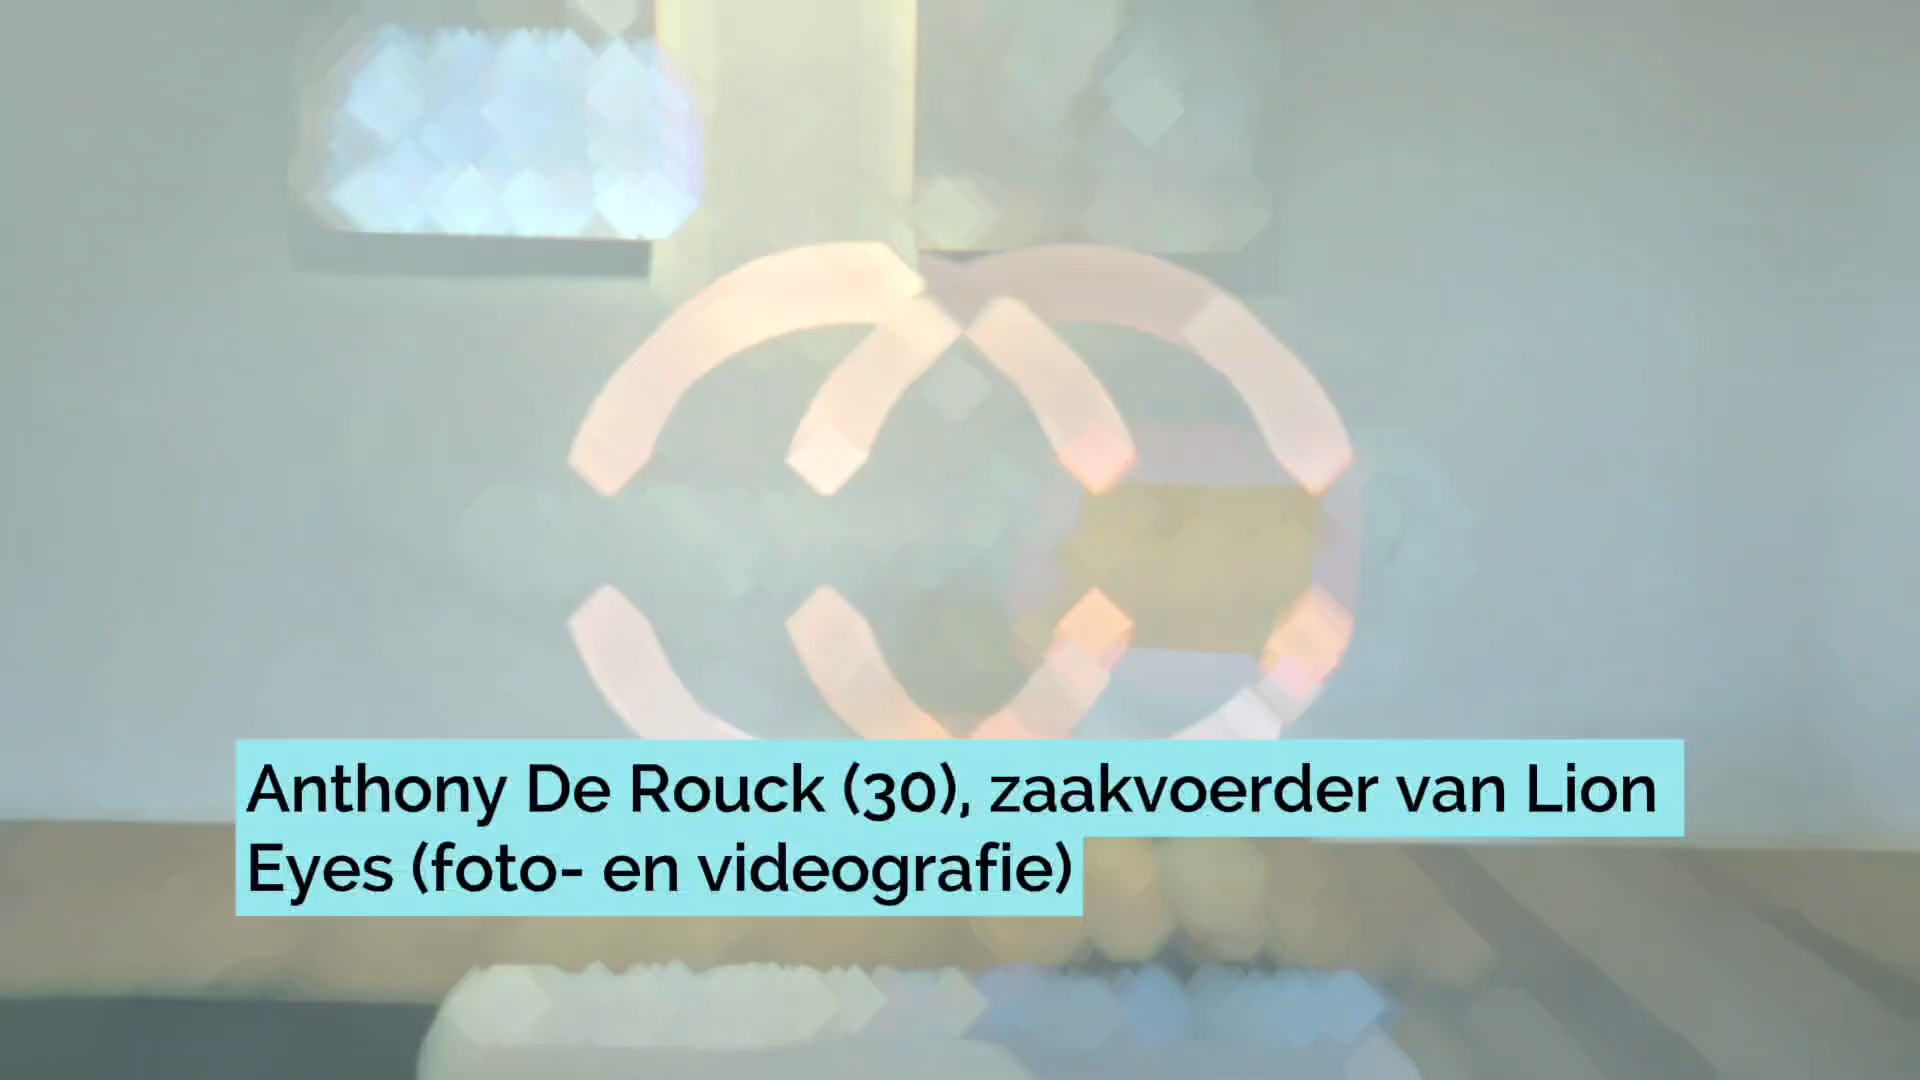 Anthony De Rouck (30), zaakvoerder van Lion
Eyes (foto- en videografie)